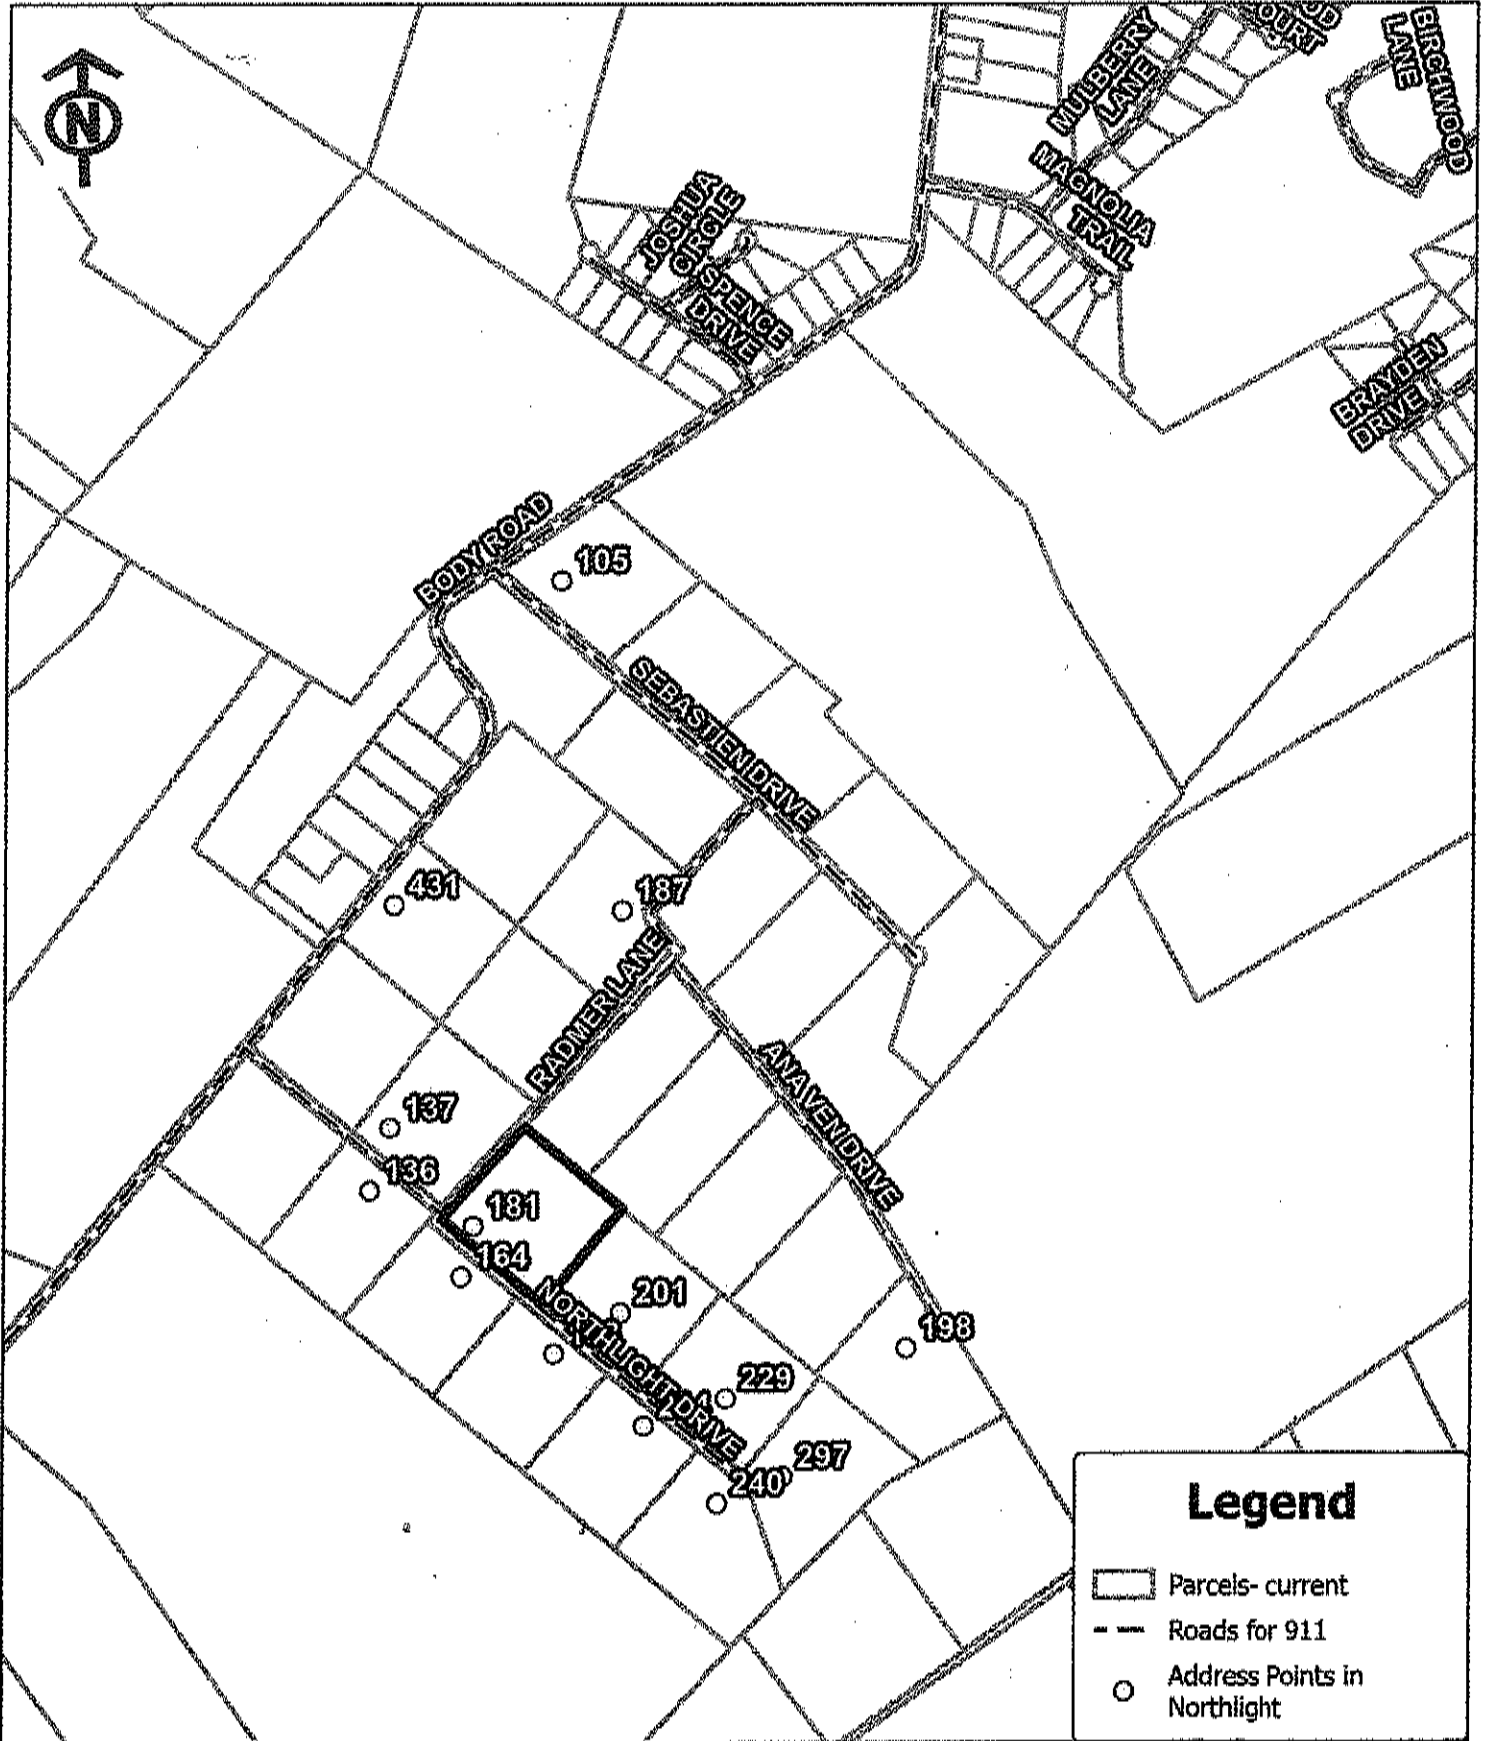 N
OURT
MULBERRY
LANE
BIRCHWOOD
LANE
MAGNOLIA
TRAIL
JOSHUA
CIRCLE
SPENCE
DRIVE
BRAYDEN
DRIVE
BODY ROAD
105
SEBASTIEN DRIVE
431
187
RADMER LANE
ANAVEN DRIVE
137
136
181
164
201
NORTHLIGHT DRIVE
198
229
297
240
Legend
Parcels- current
Roads for 911
Address Points in
Northlight